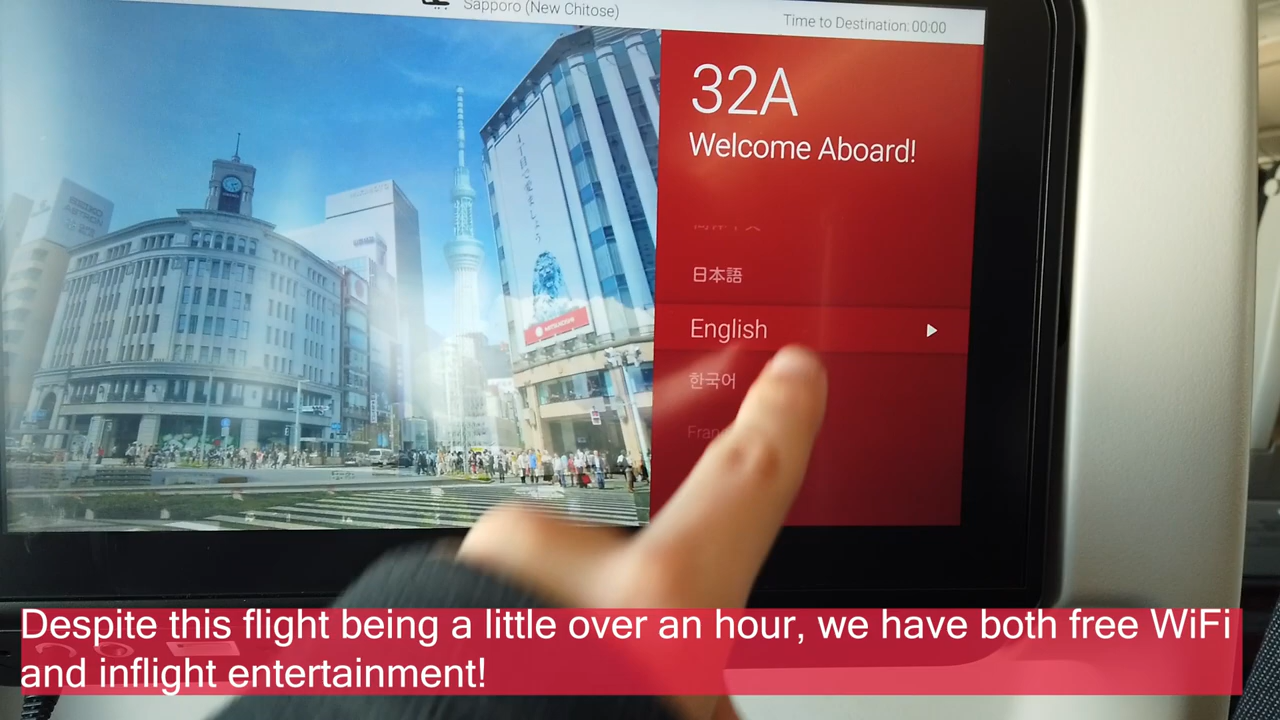 Sapporo (New Chitose)
Time to Destination: 00:00
32A
Welcome Aboard!
日本語
English
한국어
MITSUKOSHI
Despite this flight being a little over an hour, we have both free WiFi
and inflight entertainment!